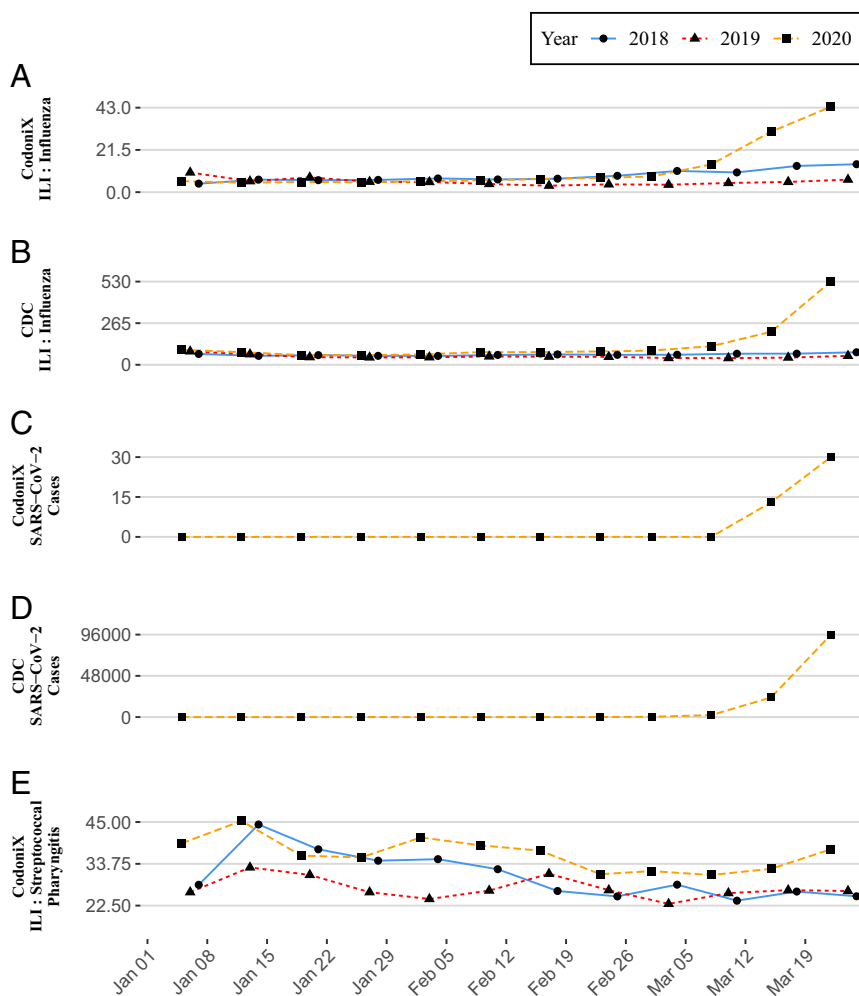 Year 2018 2019 2020
A
CodoniX
ILI : Influenza
43.0
21.5
0.0
B
CDC
ILI : Influenza
530
265
0
C
CodoniX
SARS−CoV−2
Cases
30
15
0
D
CDC
SARS−CoV−2
Cases
96000
48000
0
E
CodoniX
ILI : Streptococcal
Pharyngitis
45.00
33.75
22.50
Jan 01
Jan 08
Jan 15
Jan 22
Jan 29
Feb 05
Feb 12
Feb 19
Feb 26
Mar 05
Mar 12
Mar 19